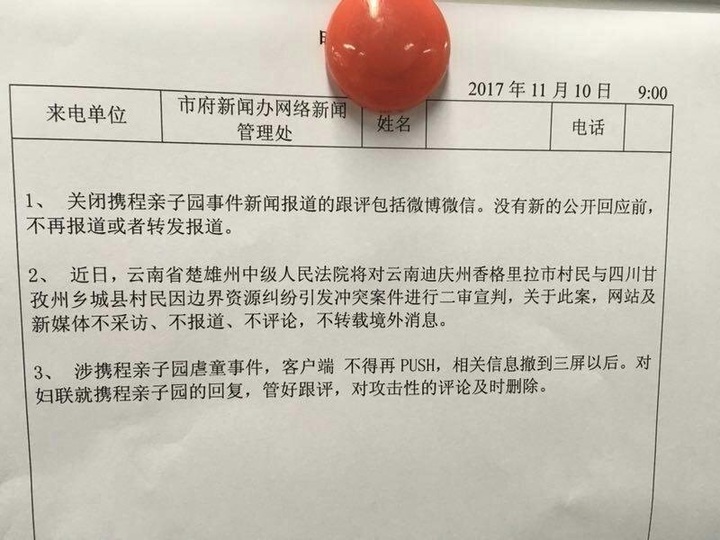 2017年11月10日 9:00
来电单位 市府新闻办网络新闻管理处 姓名 电话
1、 关闭携程亲子园事件新闻报道的跟评包括微博微信。没有新的公开回应前，
不再报道或者转发报道。
2、 近日，云南省楚雄州中级人民法院将对云南迪庆州香格里拉市村民与四川甘
孜州乡城县村民因边界资源纠纷引发冲突案件进行二审宣判，关于此案，网站及
新媒体不采访、不报道、不评论，不转载境外消息。
3、 涉携程亲子园虐童事件，客户端 不得再 PUSH，相关信息撤到三屏以后。对
妇联就携程亲子园的回复，管好跟评，对攻击性的评论及时删除。